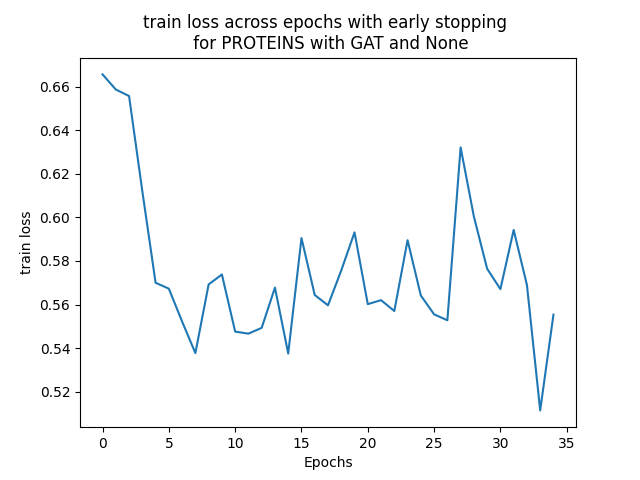 train loss across epochs with early stopping
for PROTEINS with GAT and None
0.66
0.64
0.62
0.60
0.58
0.56
0.54
0.52
train loss
0 5 10 15 20 25 30 35
Epochs